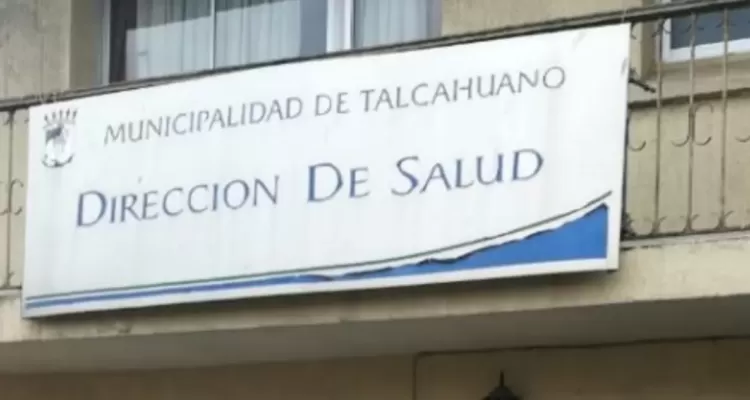 MUNICIPALIDAD DE TALCAHUANO
DIRECCION DE SALUD